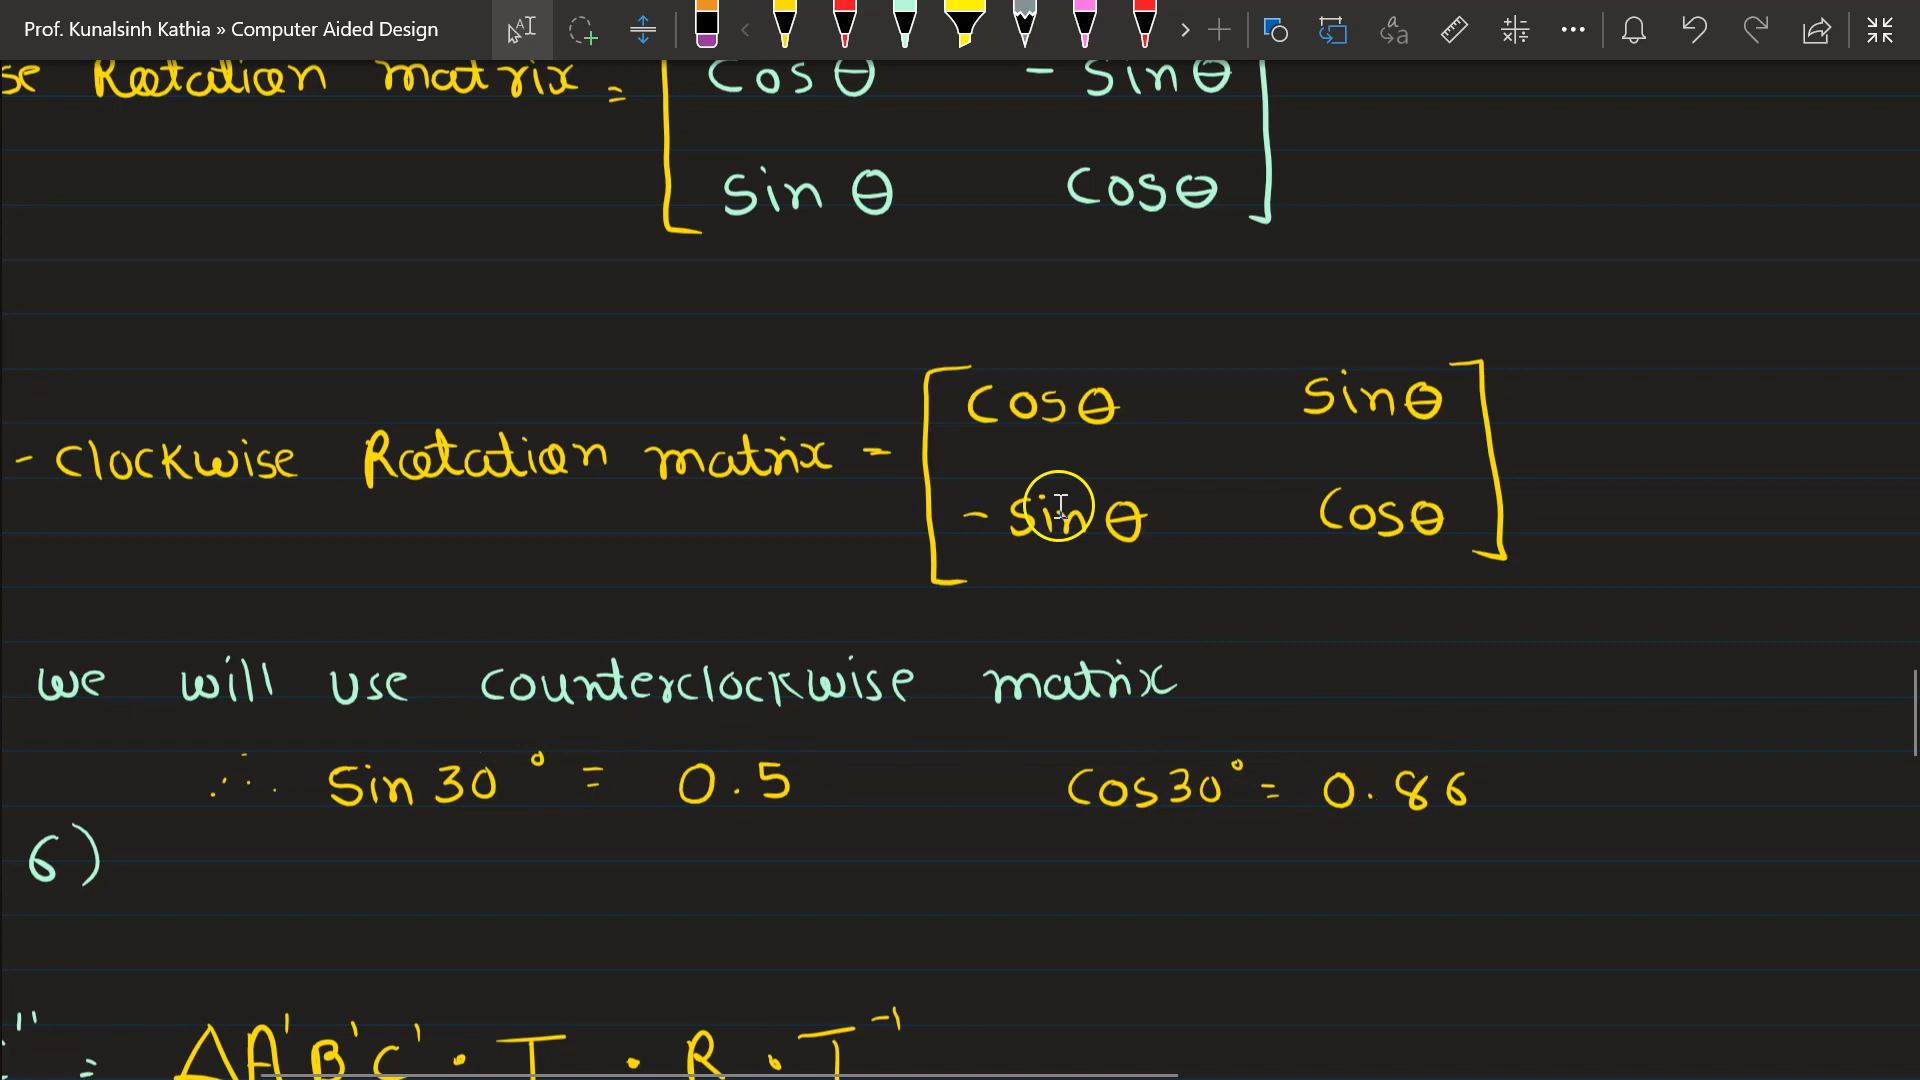 Prof. Kunalsinh Kathia » Computer Aided Design
se Rotation matrix = [ Cos θ - Sin θ
Sin θ Cos θ ]
- Clockwise Rotation matrix = [ Cos θ Sin θ
- Sin θ Cos θ ]
we will use counterclockwise matrix
∴ Sin 30° = 0.5 Cos 30° = 0.86
6)
" = ΔA'B'C' · T · R · T⁻¹